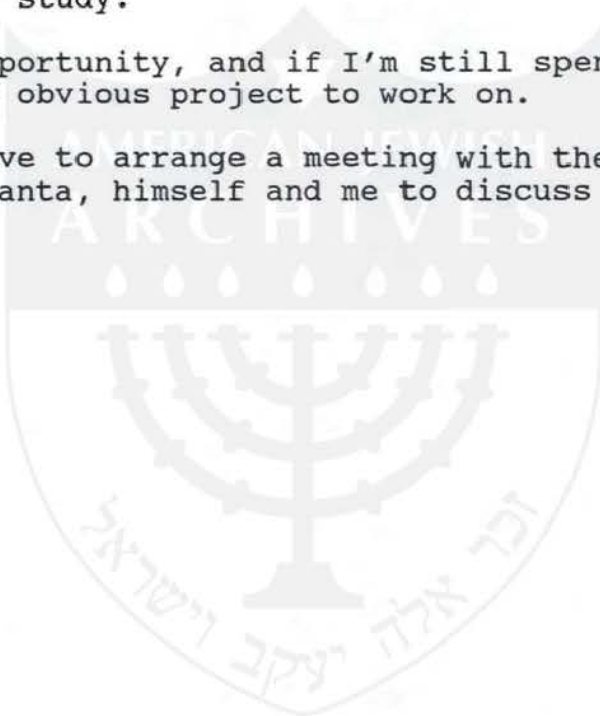 study.
portunity, and if I'm still sper
obvious project to work on.
ve to arrange a meeting with the
anta, himself and me to discuss
AMERICAN JEWISH
ARCHIVES
זכר אלה יעקב וישראל